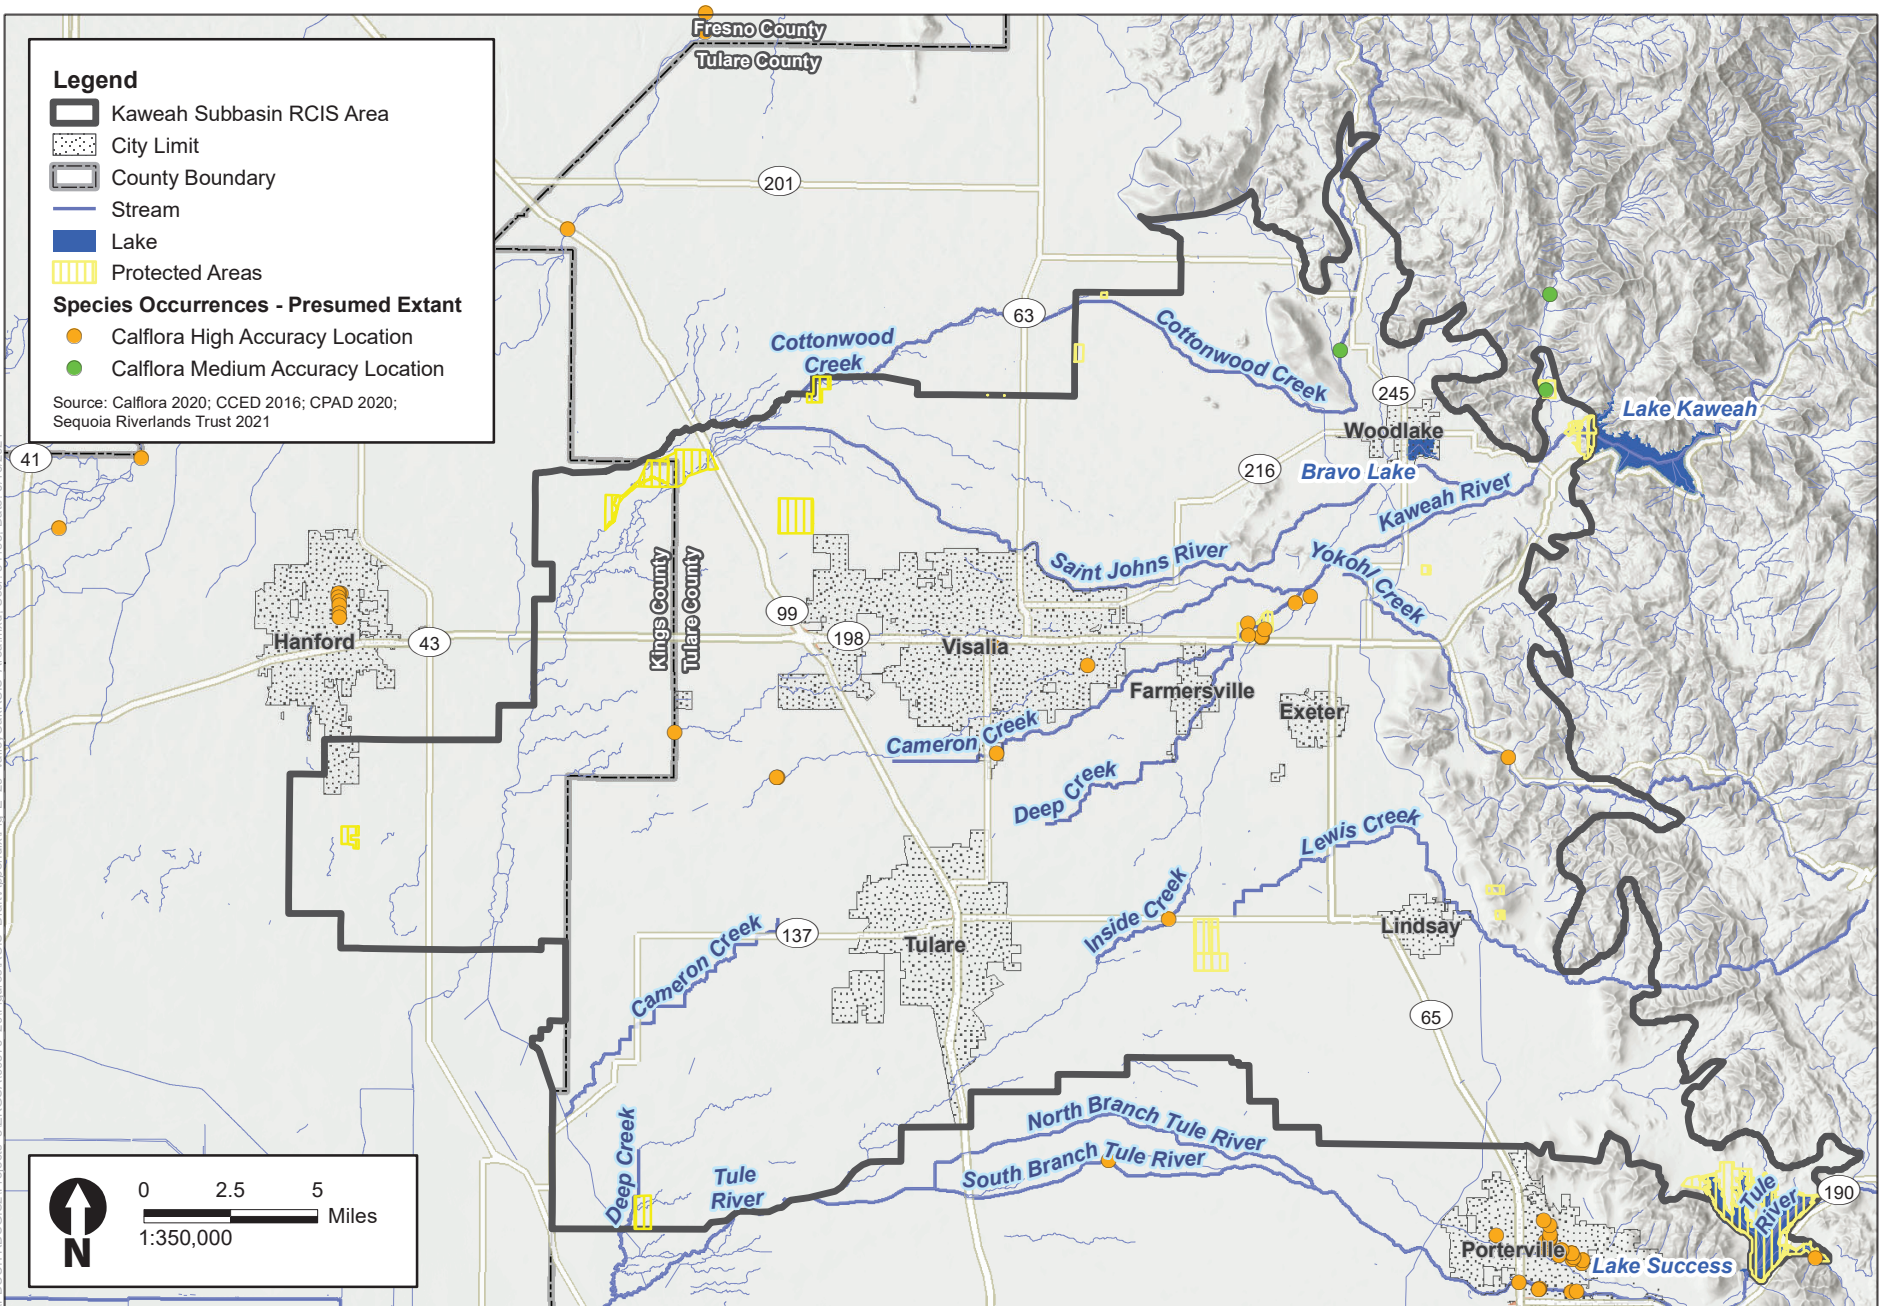 Fresno County
Tulare County
Legend
Kaweah Subbasin RCIS Area
City Limit
County Boundary
Stream
Lake
Protected Areas
Species Occurrences - Presumed Extant
Calflora High Accuracy Location
Calflora Medium Accuracy Location
Source: Calflora 2020; CCED 2016; CPAD 2020;
Sequoia Riverlands Trust 2021
201
63
Cottonwood
Creek
Cottonwood Creek
245
Woodlake
Lake Kaweah
41
216
Bravo Lake
Kaweah River
Saint Johns River
Yokohl Creek
Kings County
Tulare County
99
198
Hanford
43
Visalia
Farmersville
Exeter
Cameron Creek
Deep Creek
Lewis Creek
Inside Creek
Cameron Creek
137
Tulare
Lindsay
65
North Branch Tule River
South Branch Tule River
Deep Creek
Tule
River
Tule
River
190
Porterville
Lake Success
0 2.5 5
Miles
1:350,000
N